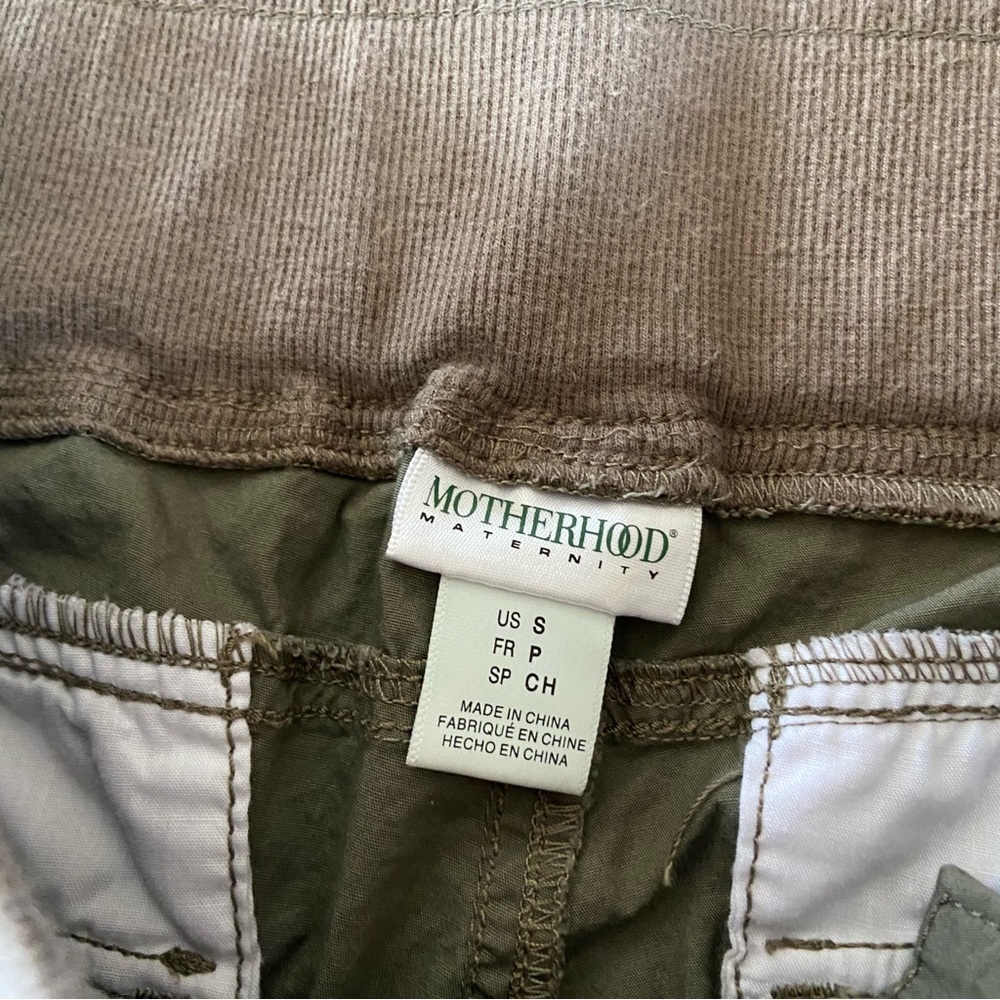 MOTHERHOOD®
MATERNITY
US S
FR P
SP CH
MADE IN CHINA
FABRIQUÉ EN CHINE
HECHO EN CHINA